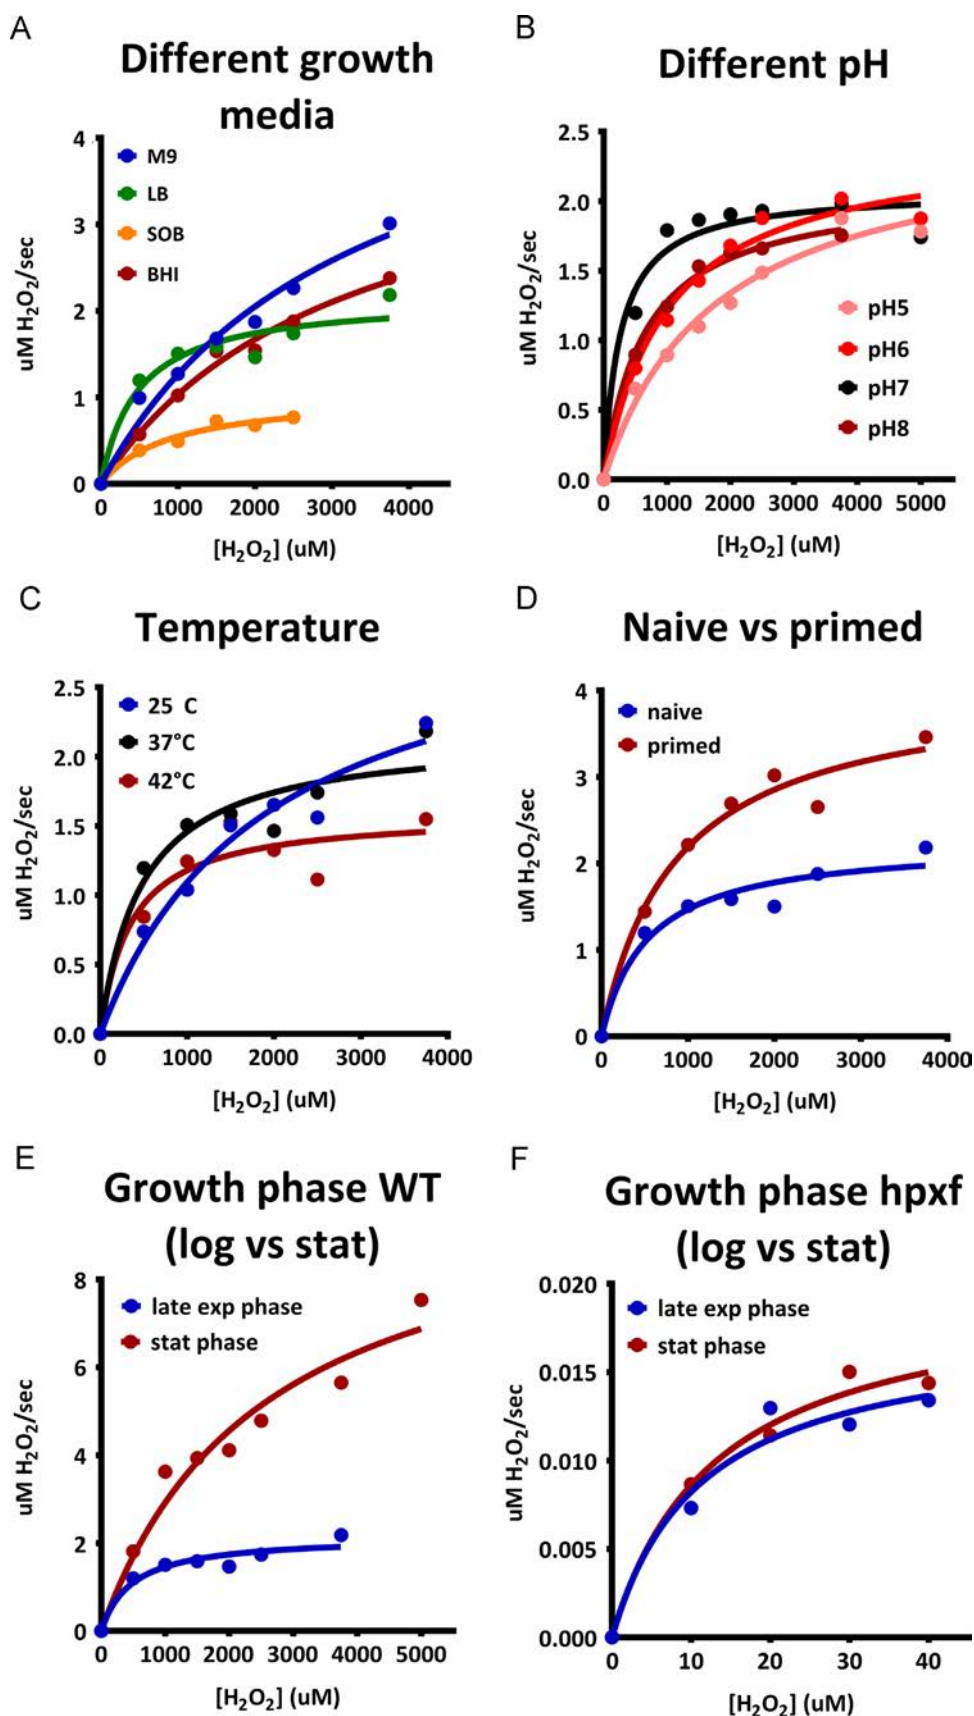 A
Different growth
media
4
3
2
1
0
M9
LB
SOB
BHI
uM H₂O₂/sec
0 1000 2000 3000 4000
[H₂O₂] (uM)
B
Different pH
2.5
2.0
1.5
1.0
0.5
0.0
pH5
pH6
pH7
pH8
uM H₂O₂/sec
0 1000 2000 3000 4000 5000
[H₂O₂] (uM)
C
Temperature
2.5
2.0
1.5
1.0
0.5
0.0
25 C
37°C
42°C
uM H₂O₂/sec
0 1000 2000 3000 4000
[H₂O₂] (uM)
D
Naive vs primed
4
3
2
1
0
naive
primed
uM H₂O₂/sec
0 1000 2000 3000 4000
[H₂O₂] (uM)
E
Growth phase WT
(log vs stat)
8
6
4
2
0
late exp phase
stat phase
uM H₂O₂/sec
0 1000 2000 3000 4000 5000
[H₂O₂] (uM)
F
Growth phase hpxf
(log vs stat)
0.020
0.015
0.010
0.005
0.000
late exp phase
stat phase
uM H₂O₂/sec
0 10 20 30 40
[H₂O₂] (uM)